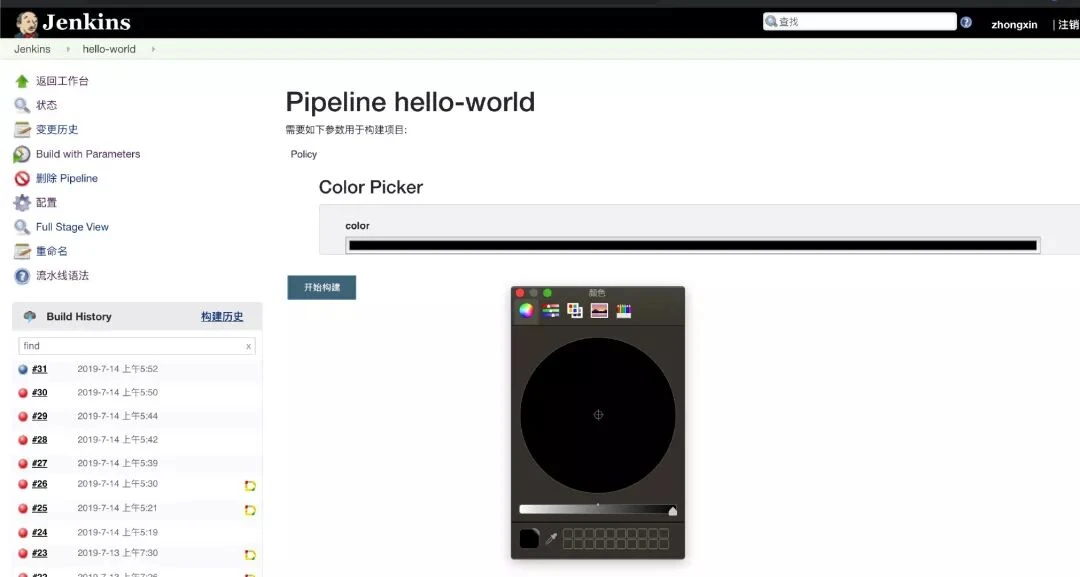 Jenkins
查找
zhongxin
| 注销
Jenkins
hello-world
返回工作台
状态
变更历史
Build with Parameters
删除 Pipeline
配置
Full Stage View
重命名
流水线语法
Build History
构建历史
find
x
#31 2019-7-14 上午5:52
#30 2019-7-14 上午5:50
#29 2019-7-14 上午5:44
#28 2019-7-14 上午5:42
#27 2019-7-14 上午5:39
#26 2019-7-14 上午5:30
#25 2019-7-14 上午5:21
#24 2019-7-14 上午5:19
#23 2019-7-13 上午7:30
Pipeline hello-world
需要如下参数用于构建项目:
Policy
Color Picker
color
开始构建
颜色